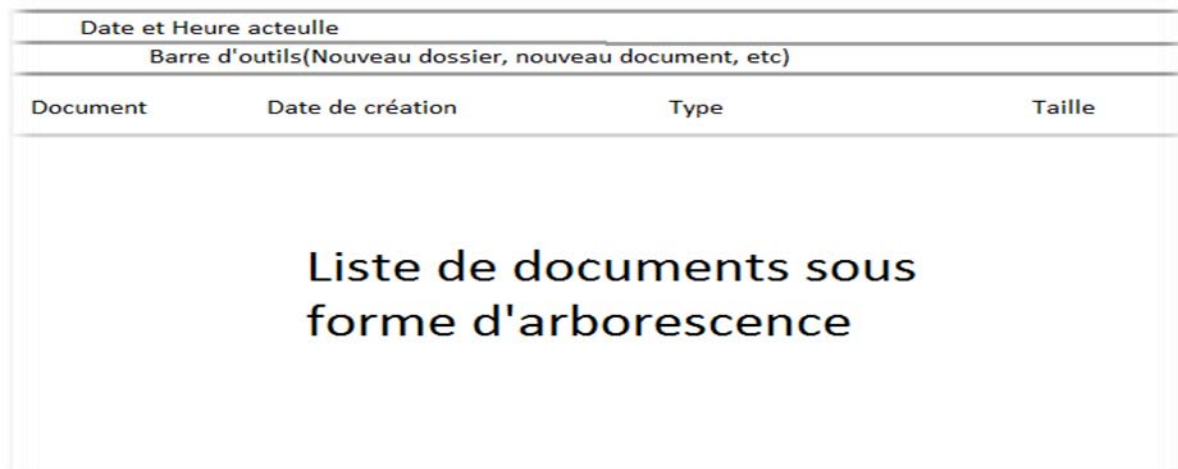 Date et Heure acteulle
Barre d'outils(Nouveau dossier, nouveau document, etc)
Document Date de création Type Taille
Liste de documents sous
forme d'arborescence